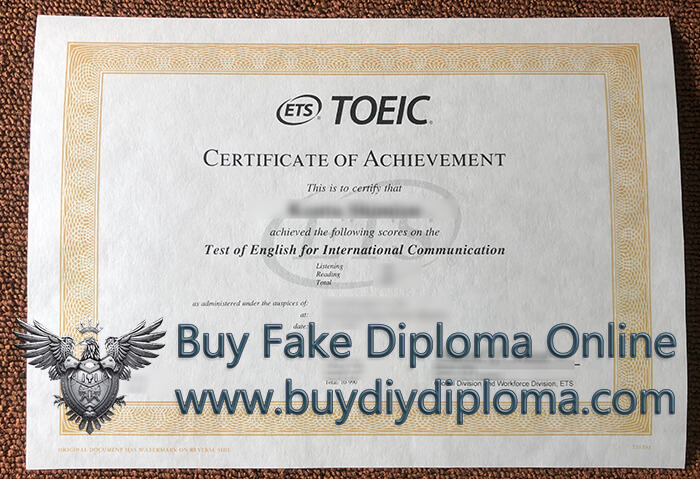 ETS® TOEIC®
CERTIFICATE OF ACHIEVEMENT
This is to certify that
achieved the following scores on the
Test of English for International Communication
Listening
Reading
Total
as administered under the auspices of:
at:
date:
Buy Fake Diploma Online
Division and Workforce Division, ETS
www.buydiydiploma.com
ORIGINAL DOCUMENT HAS WATERMARK ON REVERSE SIDE